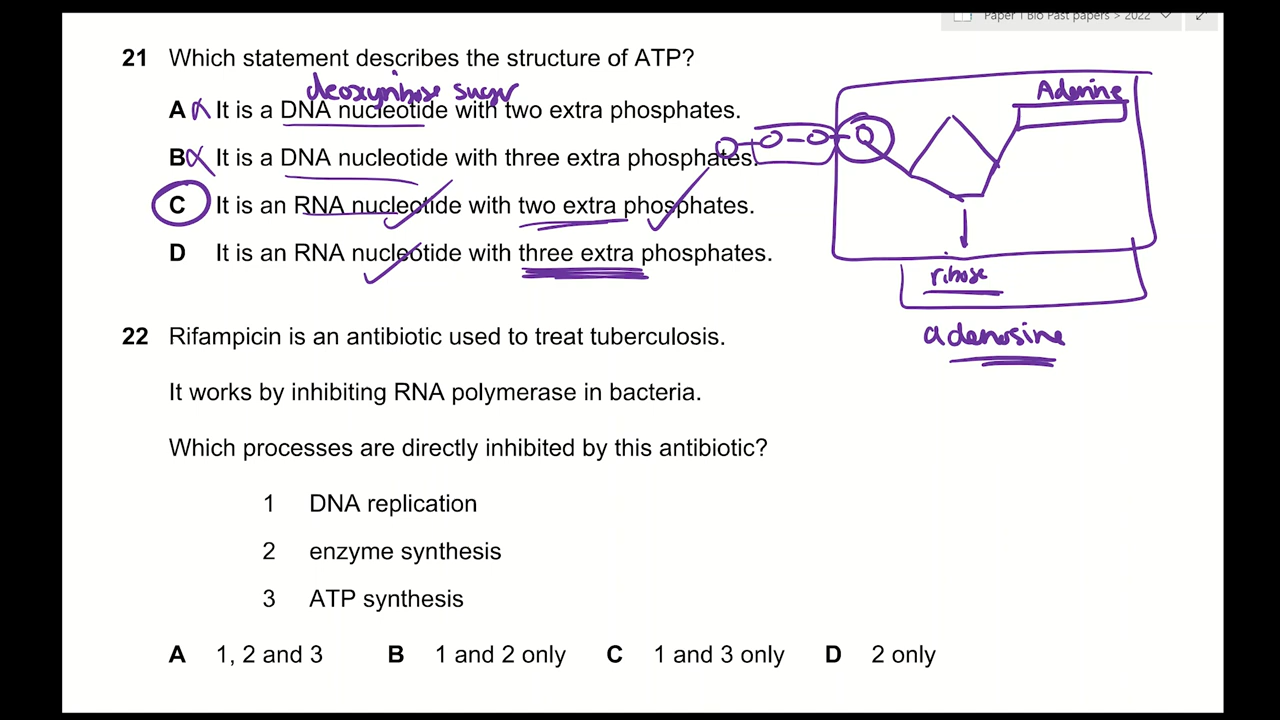 Paper 1 Bio Past papers > 2022
21 Which statement describes the structure of ATP?
deoxyribose sugar
A It is a DNA nucleotide with two extra phosphates.
Adenine
B It is a DNA nucleotide with three extra phosphates.
C It is an RNA nucleotide with two extra phosphates.
D It is an RNA nucleotide with three extra phosphates.
ribose
adenosine
22 Rifampicin is an antibiotic used to treat tuberculosis.
It works by inhibiting RNA polymerase in bacteria.
Which processes are directly inhibited by this antibiotic?
1 DNA replication
2 enzyme synthesis
3 ATP synthesis
A 1, 2 and 3 B 1 and 2 only C 1 and 3 only D 2 only